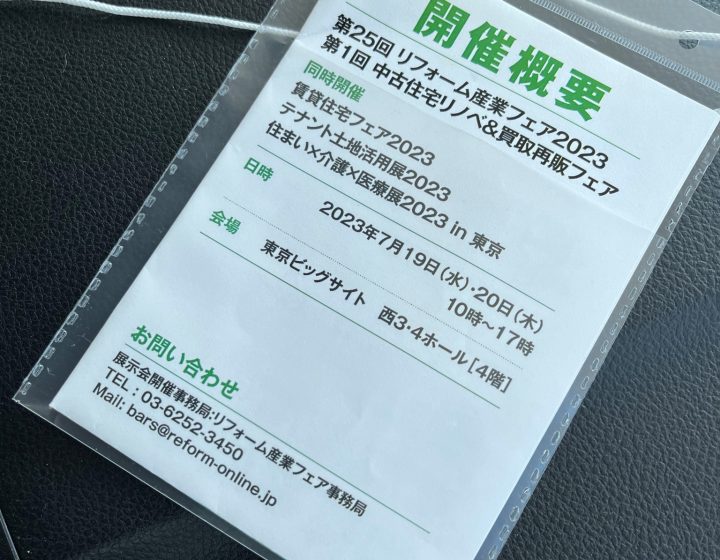 開催概要
第25回 リフォーム産業フェア2023
第1回 中古住宅リノベ&買取再販フェア
同時開催
賃貸住宅フェア2023
テナント土地活用展2023
住まい×介護×医療展2023 in 東京
日時
2023年7月19日(水)・20日(木)
10時〜17時
会場
東京ビッグサイト 西3・4ホール[4階]
お問い合わせ
展示会開催事務局:リフォーム産業フェア事務局
TEL:03-6252-3450
Mail: bars@reform-online.jp